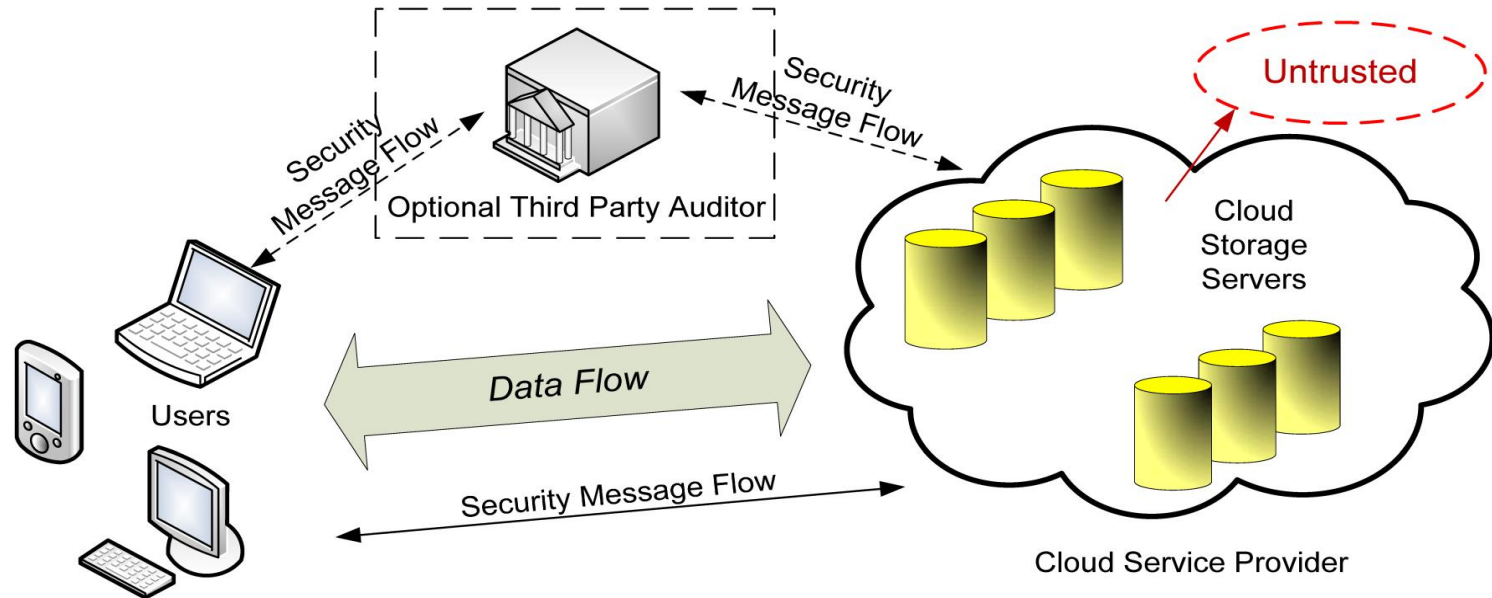 Untrusted
Security
Message Flow
Security
Message Flow
Optional Third Party Auditor
Cloud
Storage
Servers
Users
Data Flow
Security Message Flow
Cloud Service Provider